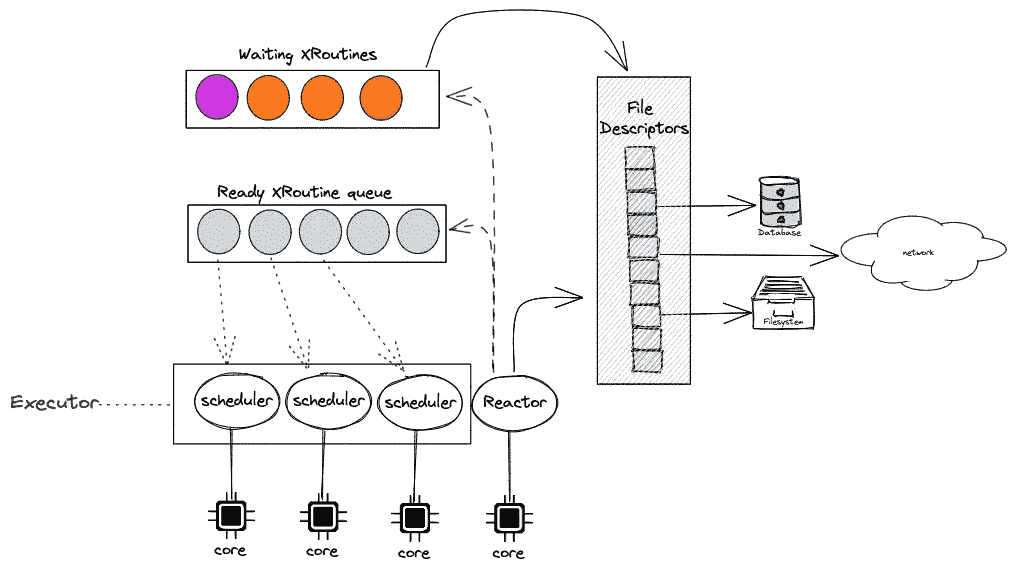 Waiting XRoutines
File
Descriptors
Ready XRoutine queue
Database
network
Filesystem
Executor
scheduler
scheduler
scheduler
Reactor
core
core
core
core